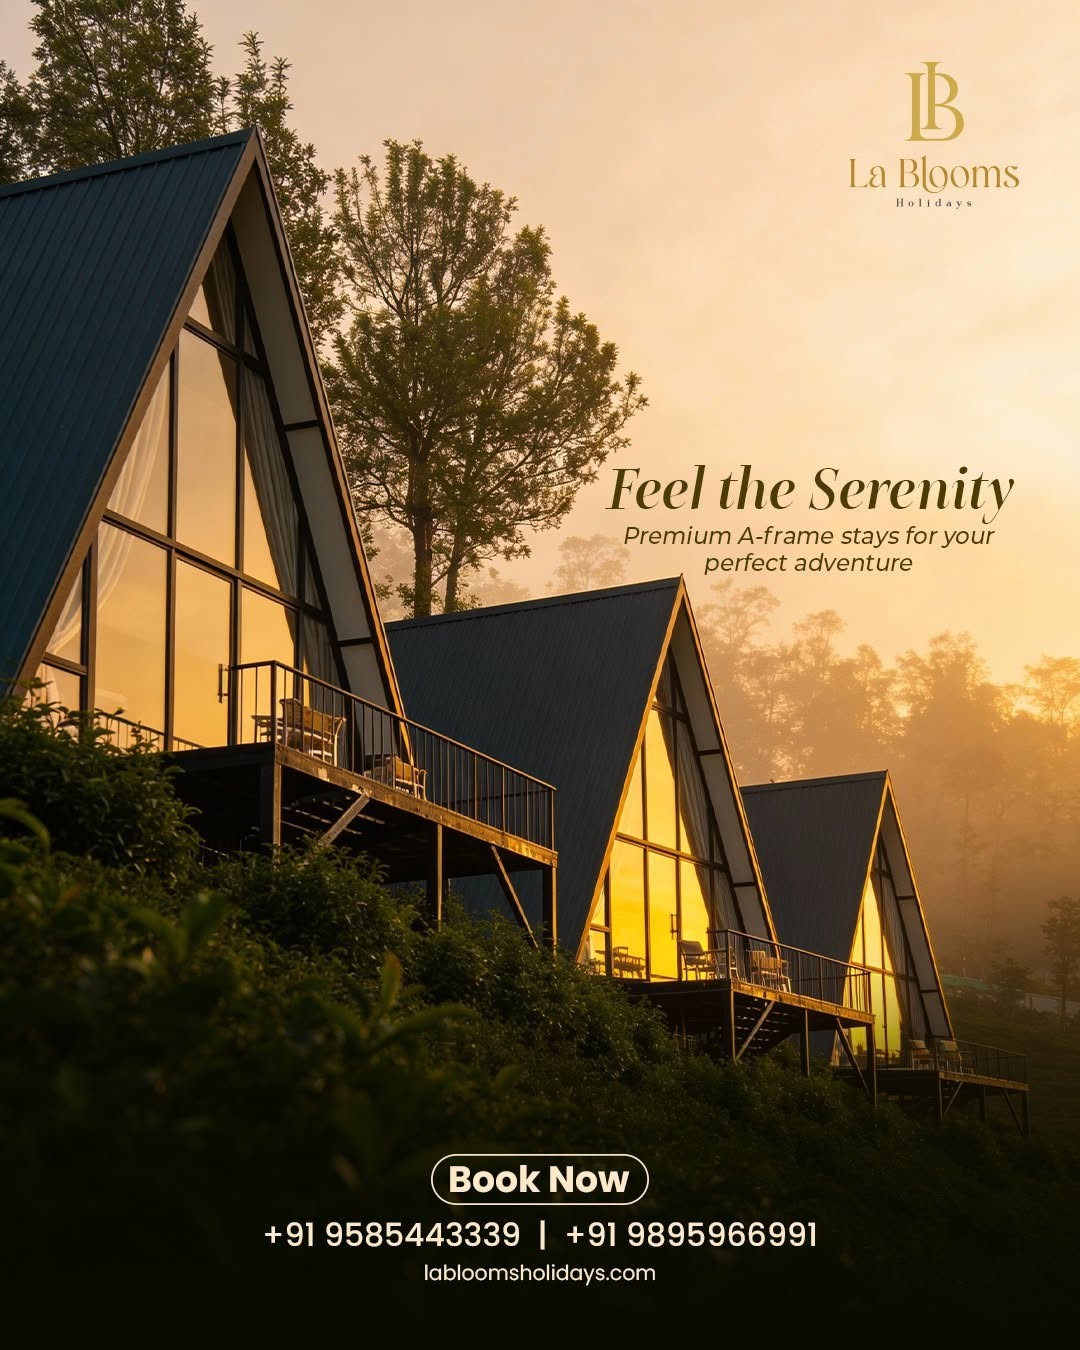 LB
La Blooms
Holidays
Feel the Serenity
Premium A-frame stays for your
perfect adventure
Book Now
+91 9585443339 | +91 9895966991
labloomsholidays.com